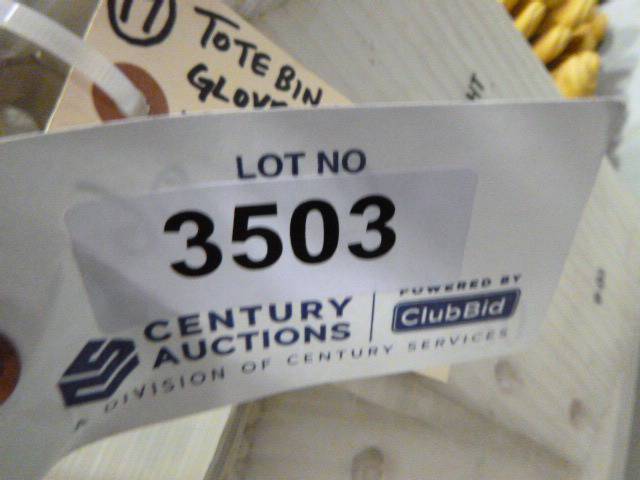 17
TOTE BIN
GLOVE
LOT NO
3503
CENTURY AUCTIONS
POWERED BY
ClubBid
A DIVISION OF CENTURY SERVICES